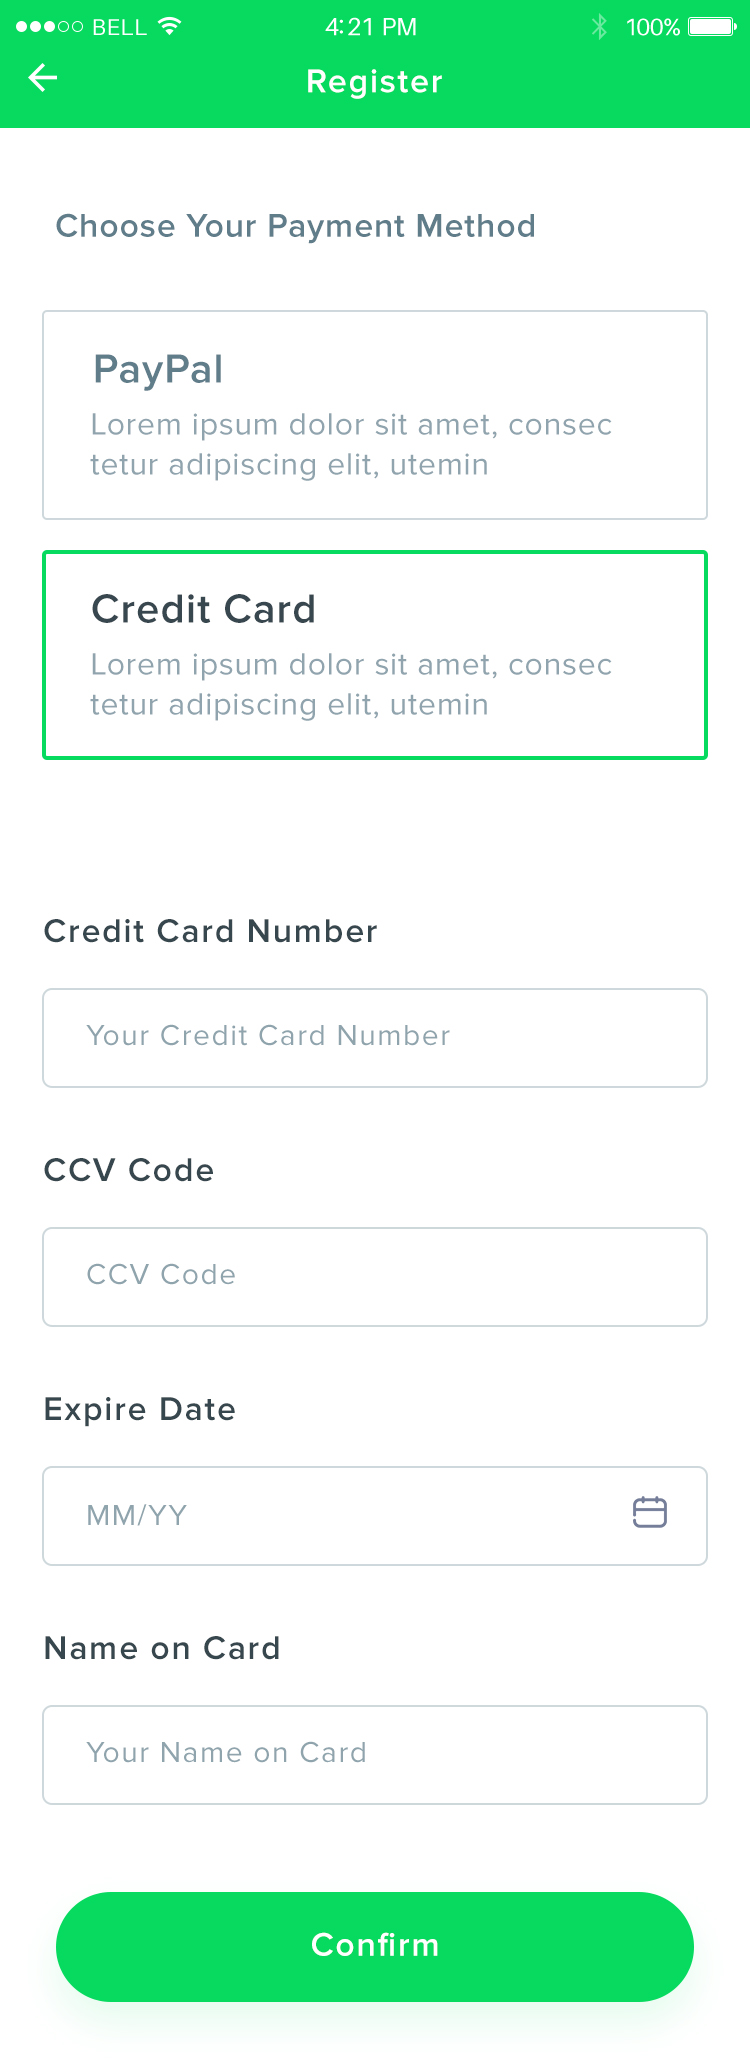 BELL 4:21 PM 100%
Register
Choose Your Payment Method
PayPal
Lorem ipsum dolor sit amet, consec
tetur adipiscing elit, utemin
Credit Card
Lorem ipsum dolor sit amet, consec
tetur adipiscing elit, utemin
Credit Card Number
Your Credit Card Number
CCV Code
CCV Code
Expire Date
MM/YY
Name on Card
Your Name on Card
Confirm